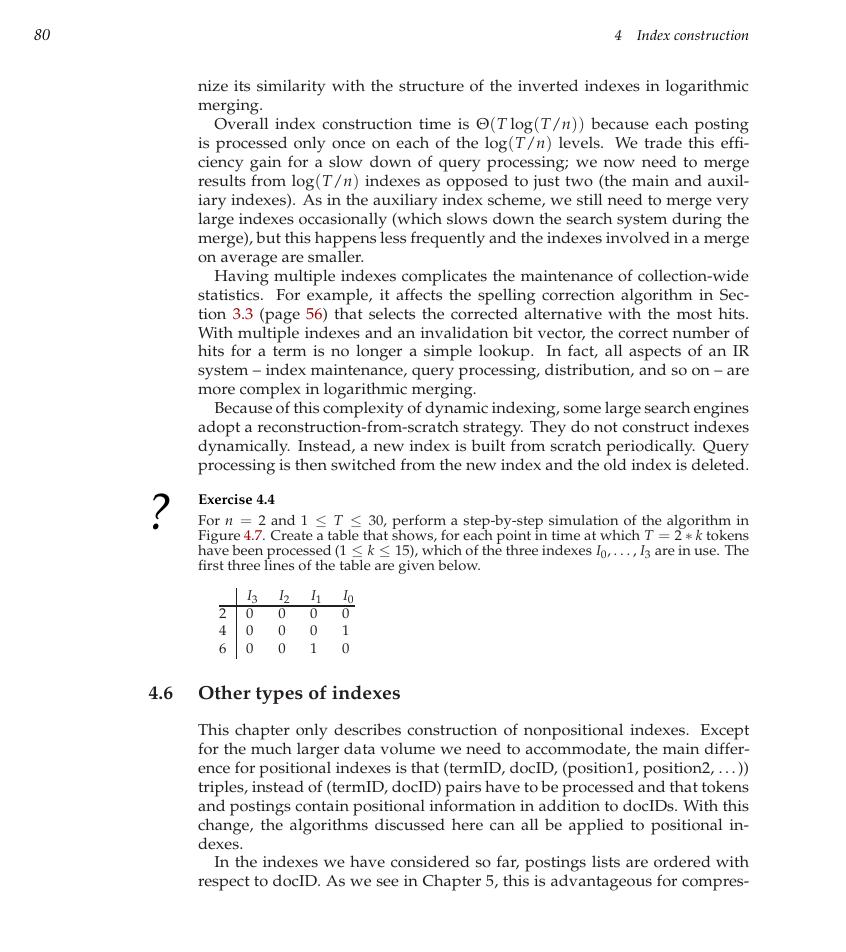 80
4 Index construction
nize its similarity with the structure of the inverted indexes in logarithmic
merging.
Overall index construction time is Θ(T log(T/n)) because each posting
is processed only once on each of the log(T/n) levels. We trade this effi-
ciency gain for a slow down of query processing; we now need to merge
results from log(T/n) indexes as opposed to just two (the main and auxil-
iary indexes). As in the auxiliary index scheme, we still need to merge very
large indexes occasionally (which slows down the search system during the
merge), but this happens less frequently and the indexes involved in a merge
on average are smaller.
Having multiple indexes complicates the maintenance of collection-wide
statistics. For example, it affects the spelling correction algorithm in Sec-
tion 3.3 (page 56) that selects the corrected alternative with the most hits.
With multiple indexes and an invalidation bit vector, the correct number of
hits for a term is no longer a simple lookup. In fact, all aspects of an IR
system – index maintenance, query processing, distribution, and so on – are
more complex in logarithmic merging.
Because of this complexity of dynamic indexing, some large search engines
adopt a reconstruction-from-scratch strategy. They do not construct indexes
dynamically. Instead, a new index is built from scratch periodically. Query
processing is then switched from the new index and the old index is deleted.
?
Exercise 4.4
For n = 2 and 1 ≤ T ≤ 30, perform a step-by-step simulation of the algorithm in
Figure 4.7. Create a table that shows, for each point in time at which T = 2 ∗ k tokens
have been processed (1 ≤ k ≤ 15), which of the three indexes I0, . . . , I3 are in use. The
first three lines of the table are given below.
I3 I2 I1 I0
2 0 0 0 0
4 0 0 0 1
6 0 0 1 0
4.6 Other types of indexes
This chapter only describes construction of nonpositional indexes. Except
for the much larger data volume we need to accommodate, the main differ-
ence for positional indexes is that (termID, docID, (position1, position2, . . . ))
triples, instead of (termID, docID) pairs have to be processed and that tokens
and postings contain positional information in addition to docIDs. With this
change, the algorithms discussed here can all be applied to positional in-
dexes.
In the indexes we have considered so far, postings lists are ordered with
respect to docID. As we see in Chapter 5, this is advantageous for compres-